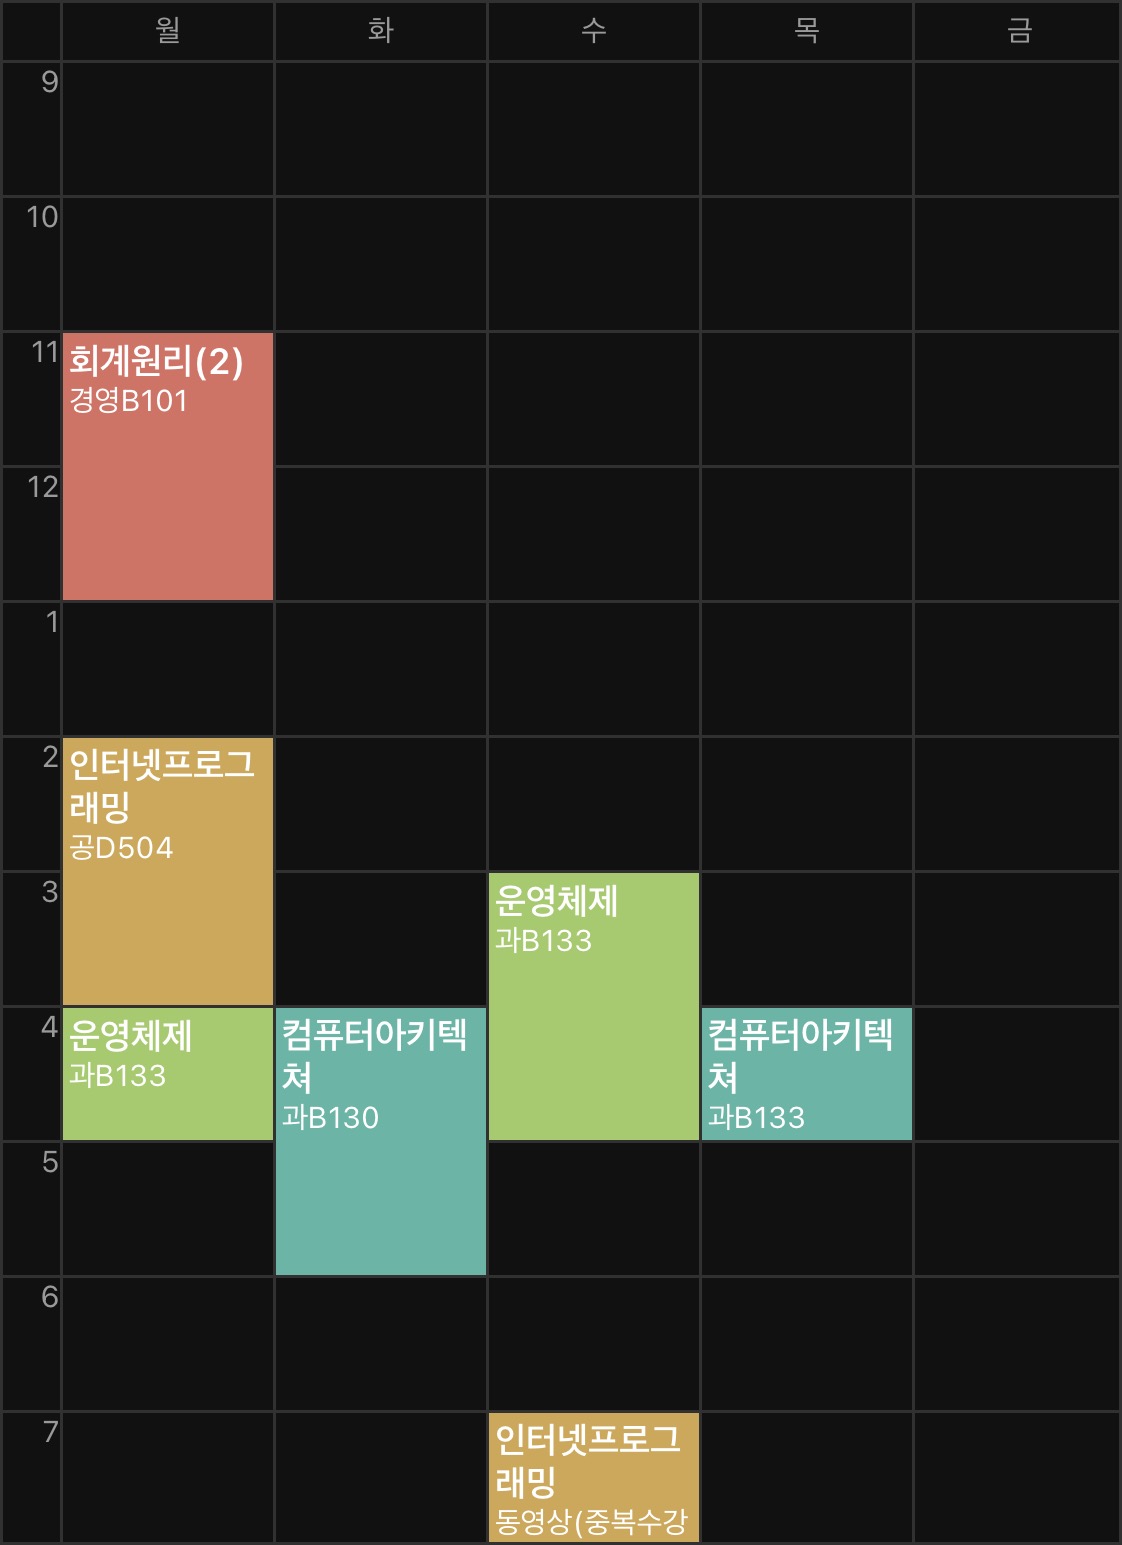 월 화 수 목 금
9
10
11
회계원리(2)
경영B101
12
1
2
인터넷프로그
래밍
공D504
3
운영체제
과B133
4
운영체제
과B133
컴퓨터아키텍
쳐
과B130
컴퓨터아키텍
쳐
과B133
5
6
7
인터넷프로그
래밍
동영상(중복수강